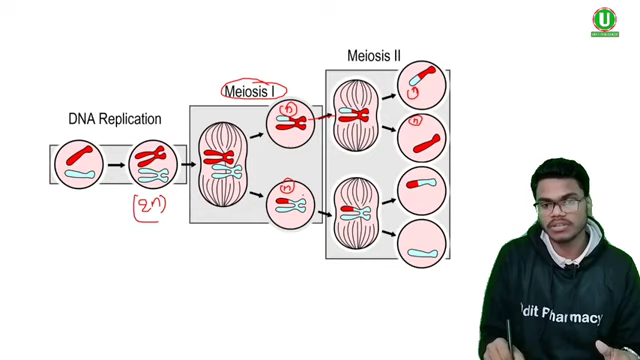 Meiosis II
Meiosis I
DNA Replication
(n)
(n)
(n)
(n)
(2n)
U
dit Pharmacy